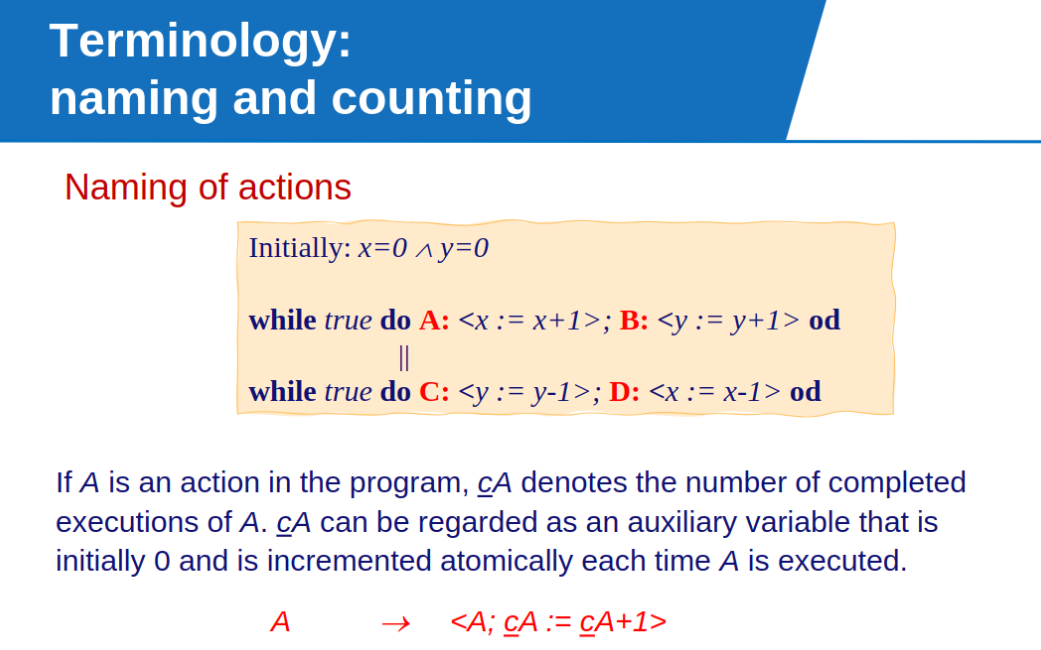 Terminology:
naming and counting
Naming of actions
Initially: x=0 ∧ y=0
while true do A: <x := x+1>; B: <y := y+1> od
||
while true do C: <y := y-1>; D: <x := x-1> od
If A is an action in the program, cA denotes the number of completed
executions of A. cA can be regarded as an auxiliary variable that is
initially 0 and is incremented atomically each time A is executed.
A → <A; cA := cA+1>